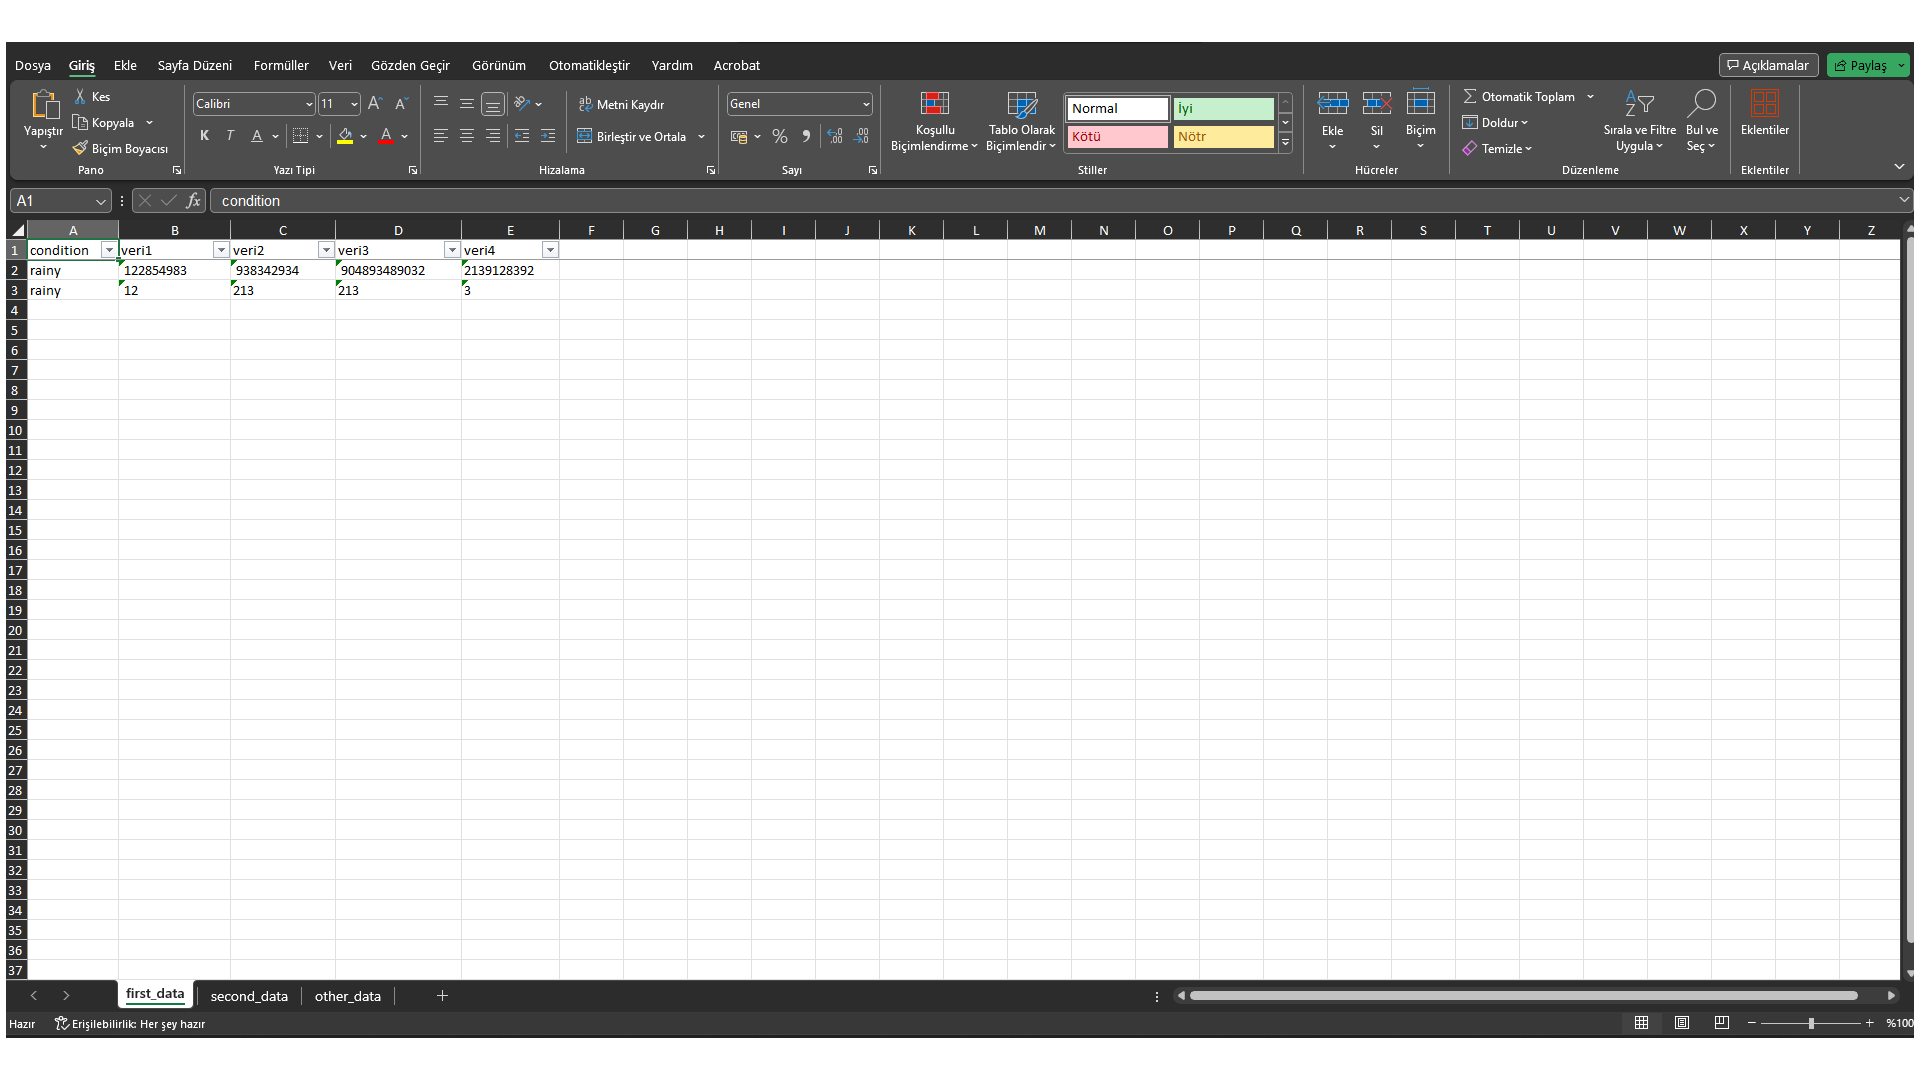 Dosya Giriş Ekle Sayfa Düzeni Formüller Veri Gözden Geçir Görünüm Otomatikleştir Yardım Acrobat Açıklamalar Paylaş
Yapıştır
Kes
Kopyala
Biçim Boyacısı
Pano
Calibri 11
K T A
Yazı Tipi
Metni Kaydır
Birleştir ve Ortala
Hizalama
Genel
Sayı
Koşullu
Biçimlendirme
Tablo Olarak
Biçimlendir
Normal İyi
Kötü Nötr
Stiller
Ekle Sil Biçim
Hücreler
Otomatik Toplam
Doldur
Temizle
Sırala ve Filtre
Uygula
Bul ve
Seç
Düzenleme
Eklentiler
Eklentiler
A1 fx condition
A B C D E F G H I J K L M N O P Q R S T U V W X Y Z
1 condition veri1 veri2 veri3 veri4
2 rainy 122854983 938342934 904893489032 2139128392
3 rainy 12 213 213 3
4
5
6
7
8
9
10
11
12
13
14
15
16
17
18
19
20
21
22
23
24
25
26
27
28
29
30
31
32
33
34
35
36
37
first_data second_data other_data
Hazır Erişilebilirlik: Her şey hazır %100